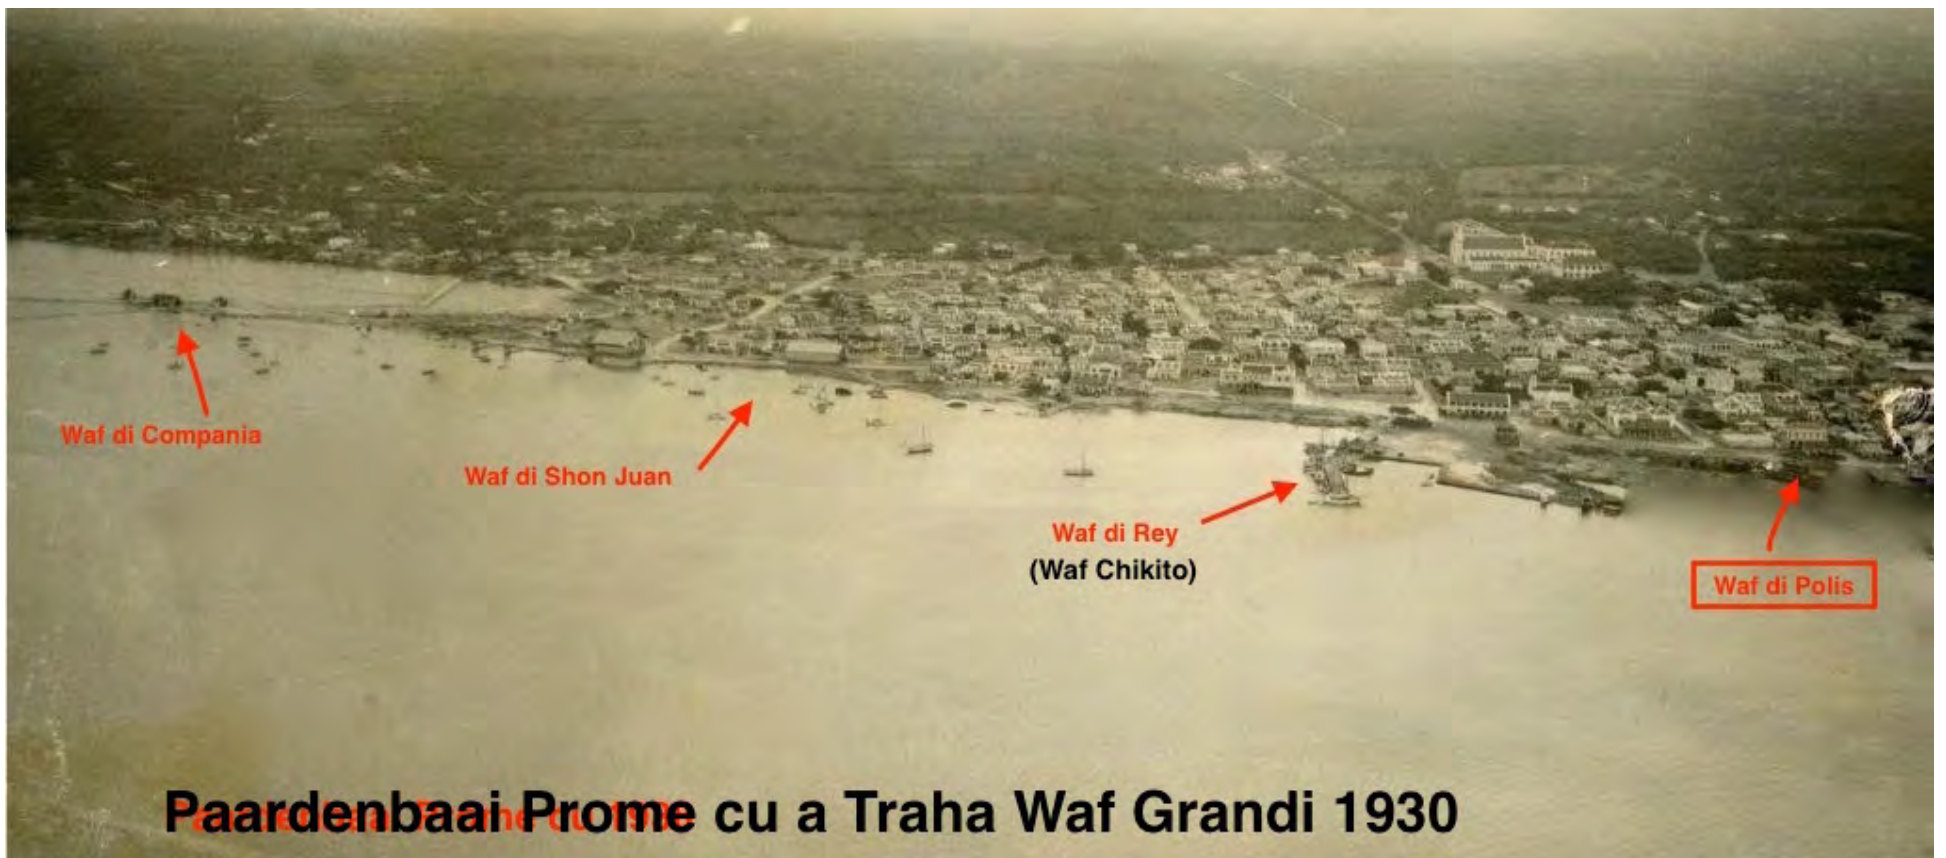 Waf di Compania
Waf di Shon Juan
Waf di Rey
(Waf Chikito)
Waf di Polis
Paardenbaai Prome cu a Traha Waf Grandi 1930